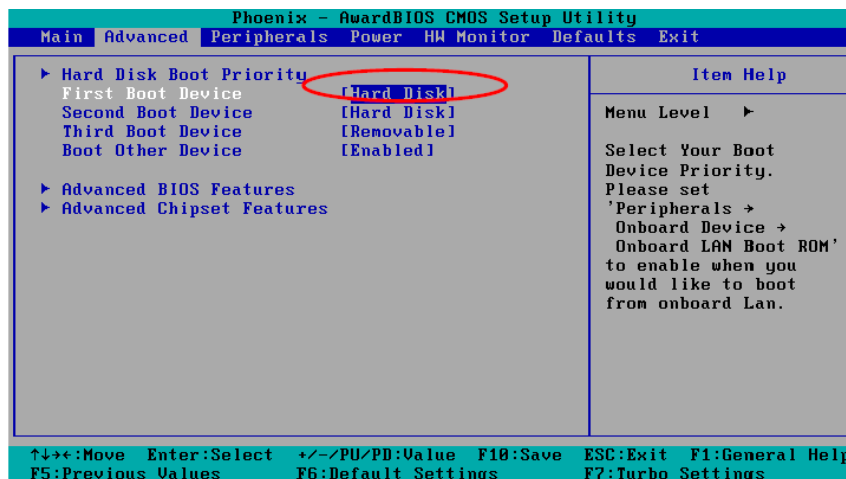 Phoenix - AwardBIOS CMOS Setup Utility
Main Advanced Peripherals Power HW Monitor Defaults Exit
Hard Disk Boot Priority
First Boot Device [Hard Disk]
Second Boot Device [Hard Disk]
Third Boot Device [Removable]
Boot Other Device [Enabled]
Advanced BIOS Features
Advanced Chipset Features
Item Help
Menu Level
Select Your Boot
Device Priority.
Please set
'Peripherals →
Onboard Device →
Onboard LAN Boot ROM'
to enable when you
would like to boot
from onboard Lan.
↑↓→←:Move Enter:Select +/-/PU/PD:Value F10:Save ESC:Exit F1:General Help
F5:Previous Values F6:Default Settings F7:Turbo Settings